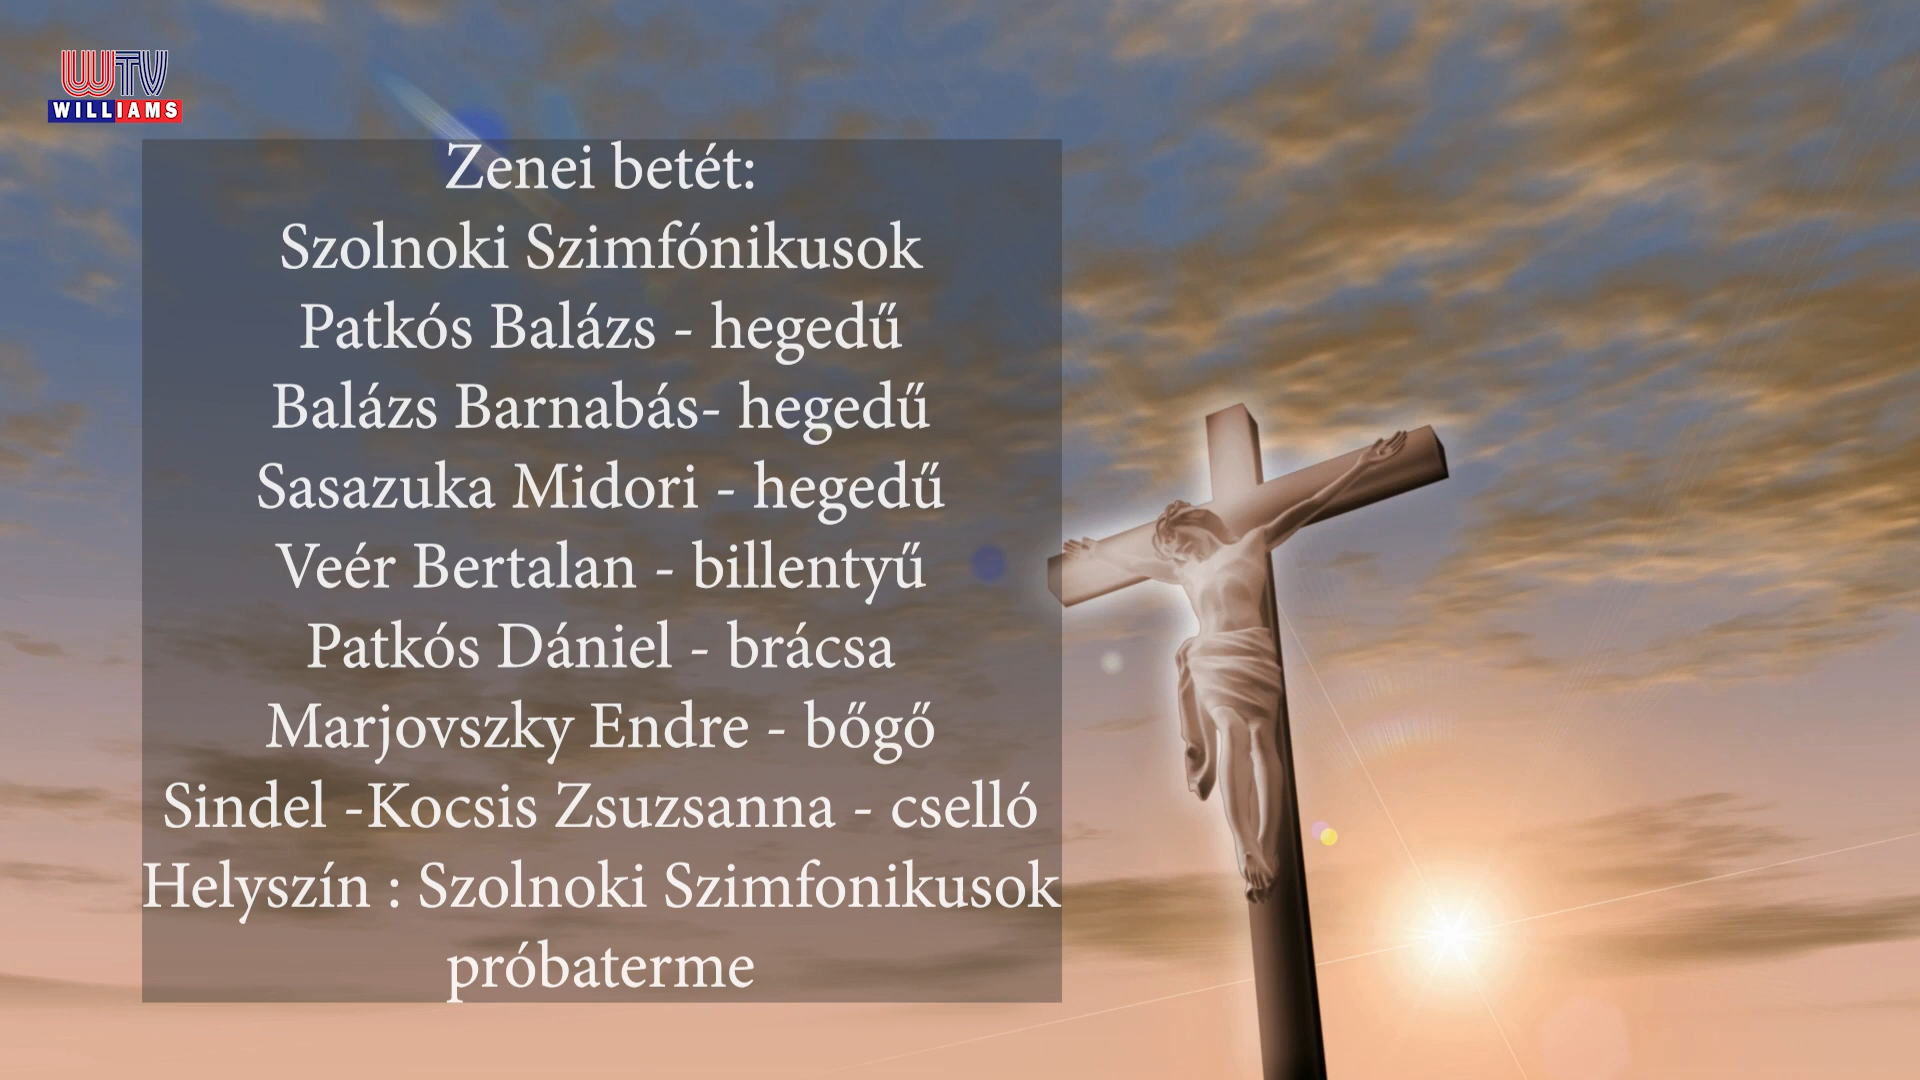 WTV
WILLIAMS
Zenei betét:
Szolnoki Szimfónikusok
Patkós Balázs - hegedű
Balázs Barnabás- hegedű
Sasazuka Midori - hegedű
Veér Bertalan - billentyű
Patkós Dániel - brácsa
Marjovszky Endre - bőgő
Sindel -Kocsis Zsuzsanna - cselló
Helyszín : Szolnoki Szimfonikusok
próbaterme